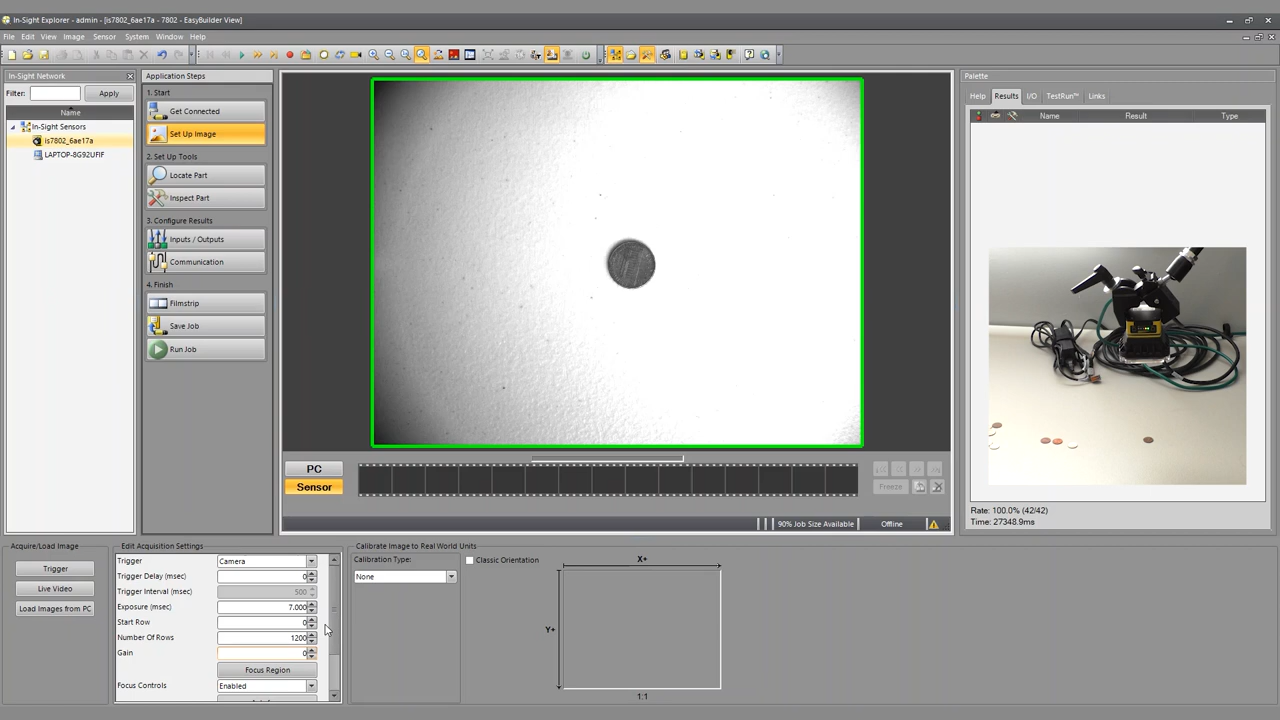 In-Sight Explorer - admin - [is7802_6ae17a - 7802 - EasyBuilder View]
File Edit View Image Sensor System Window Help
In-Sight Network
Filter:
Apply
Name
In-Sight Sensors
is7802_6ae17a
LAPTOP-8G92UFIF
Application Steps
1. Start
Get Connected
Set Up Image
2. Set Up Tools
Locate Part
Inspect Part
3. Configure Results
Inputs / Outputs
Communication
4. Finish
Filmstrip
Save Job
Run Job
PC
Sensor
Freeze
90% Job Size Available
Offline
Palette
Help Results I/O TestRun™ Links
Name Result Type
Rate: 100.0% (42/42)
Time: 27348.9ms
Acquire/Load Image
Trigger
Live Video
Load Images from PC
Edit Acquisition Settings
Trigger Camera
Trigger Delay (msec) 0
Trigger Interval (msec) 500
Exposure (msec) 7.000
Start Row 0
Number Of Rows 1200
Gain 0
Focus Region
Focus Controls Enabled
Calibrate Image to Real World Units
Calibration Type:
None
Classic Orientation
X+
Y+
1:1